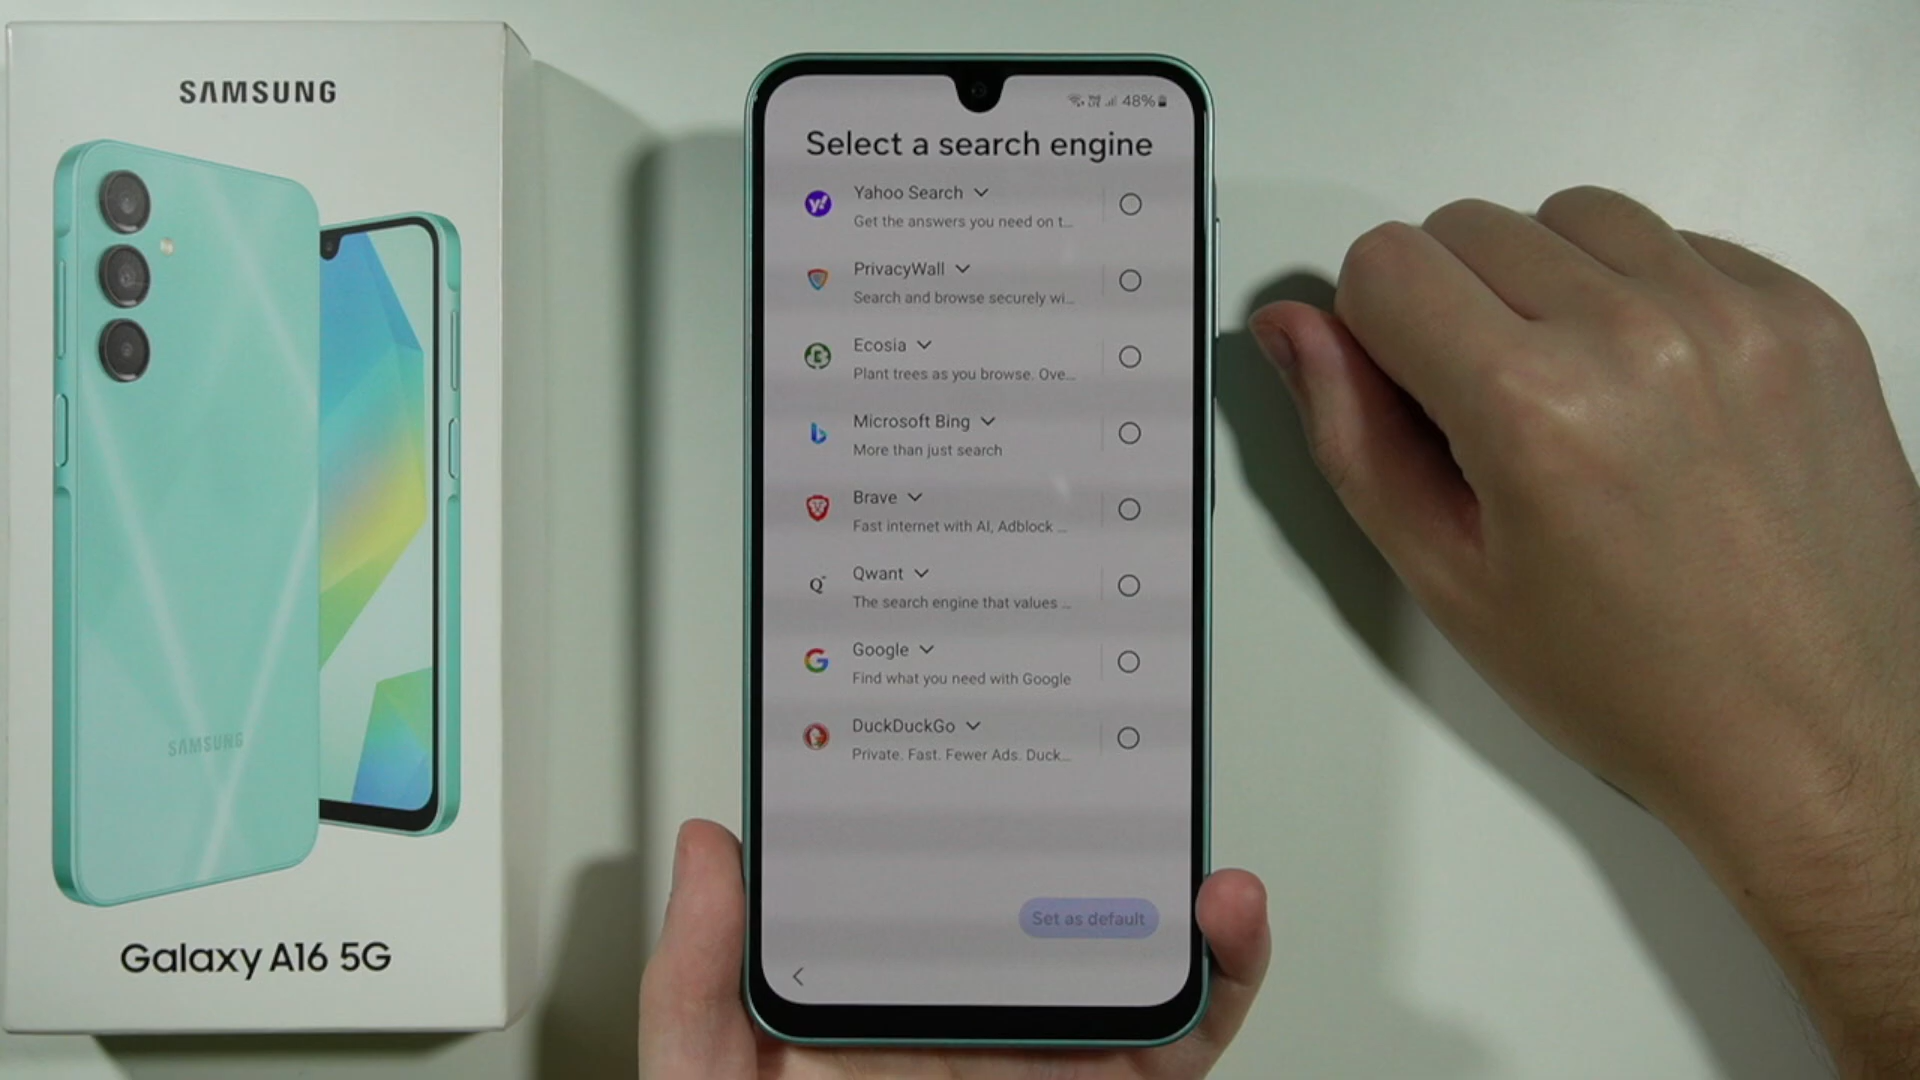 SAMSUNG
SAMSUNG
Galaxy A16 5G
48%
Select a search engine
Yahoo Search
Get the answers you need on t...
PrivacyWall
Search and browse securely wi...
Ecosia
Plant trees as you browse. Ove...
Microsoft Bing
More than just search
Brave
Fast internet with AI, Adblock ...
Qwant
The search engine that values ...
Google
Find what you need with Google
DuckDuckGo
Private. Fast. Fewer Ads. Duck...
Set as default